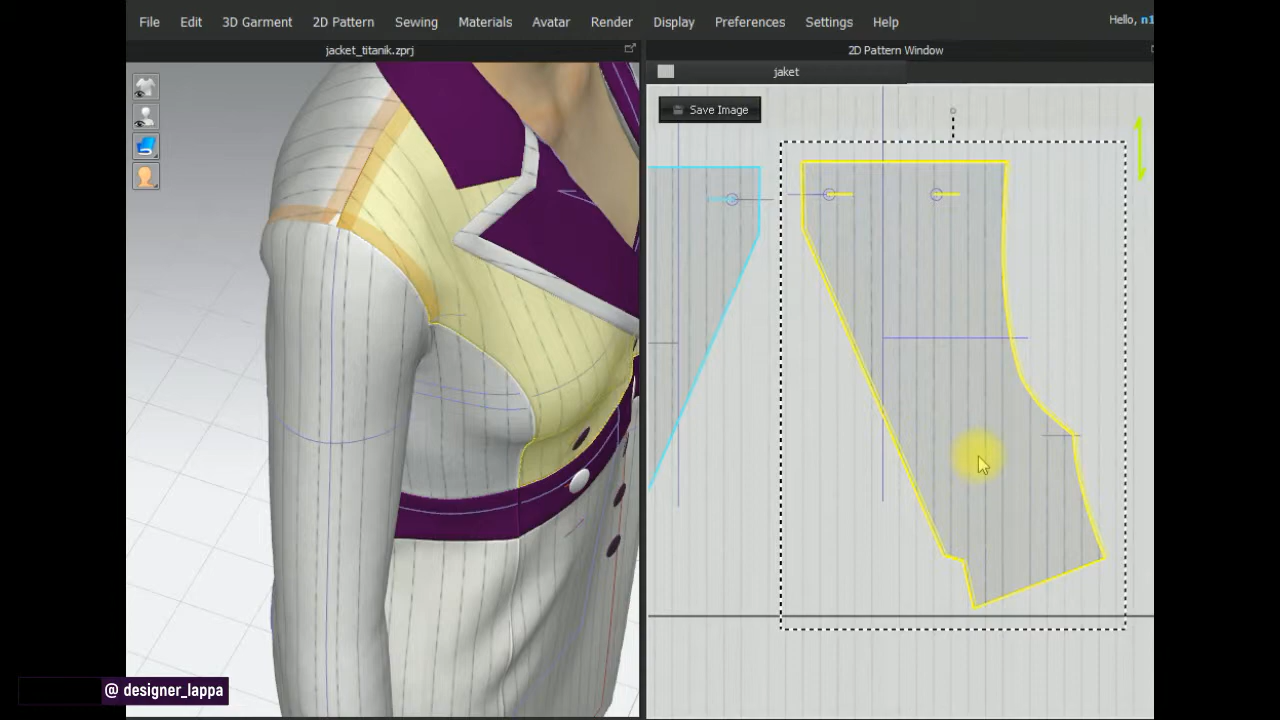 File Edit 3D Garment 2D Pattern Sewing Materials Avatar Render Display Preferences Settings Help Hello, n1
jacket_titanik.zprj
2D Pattern Window
jaket
Save Image
@ designer_lappa